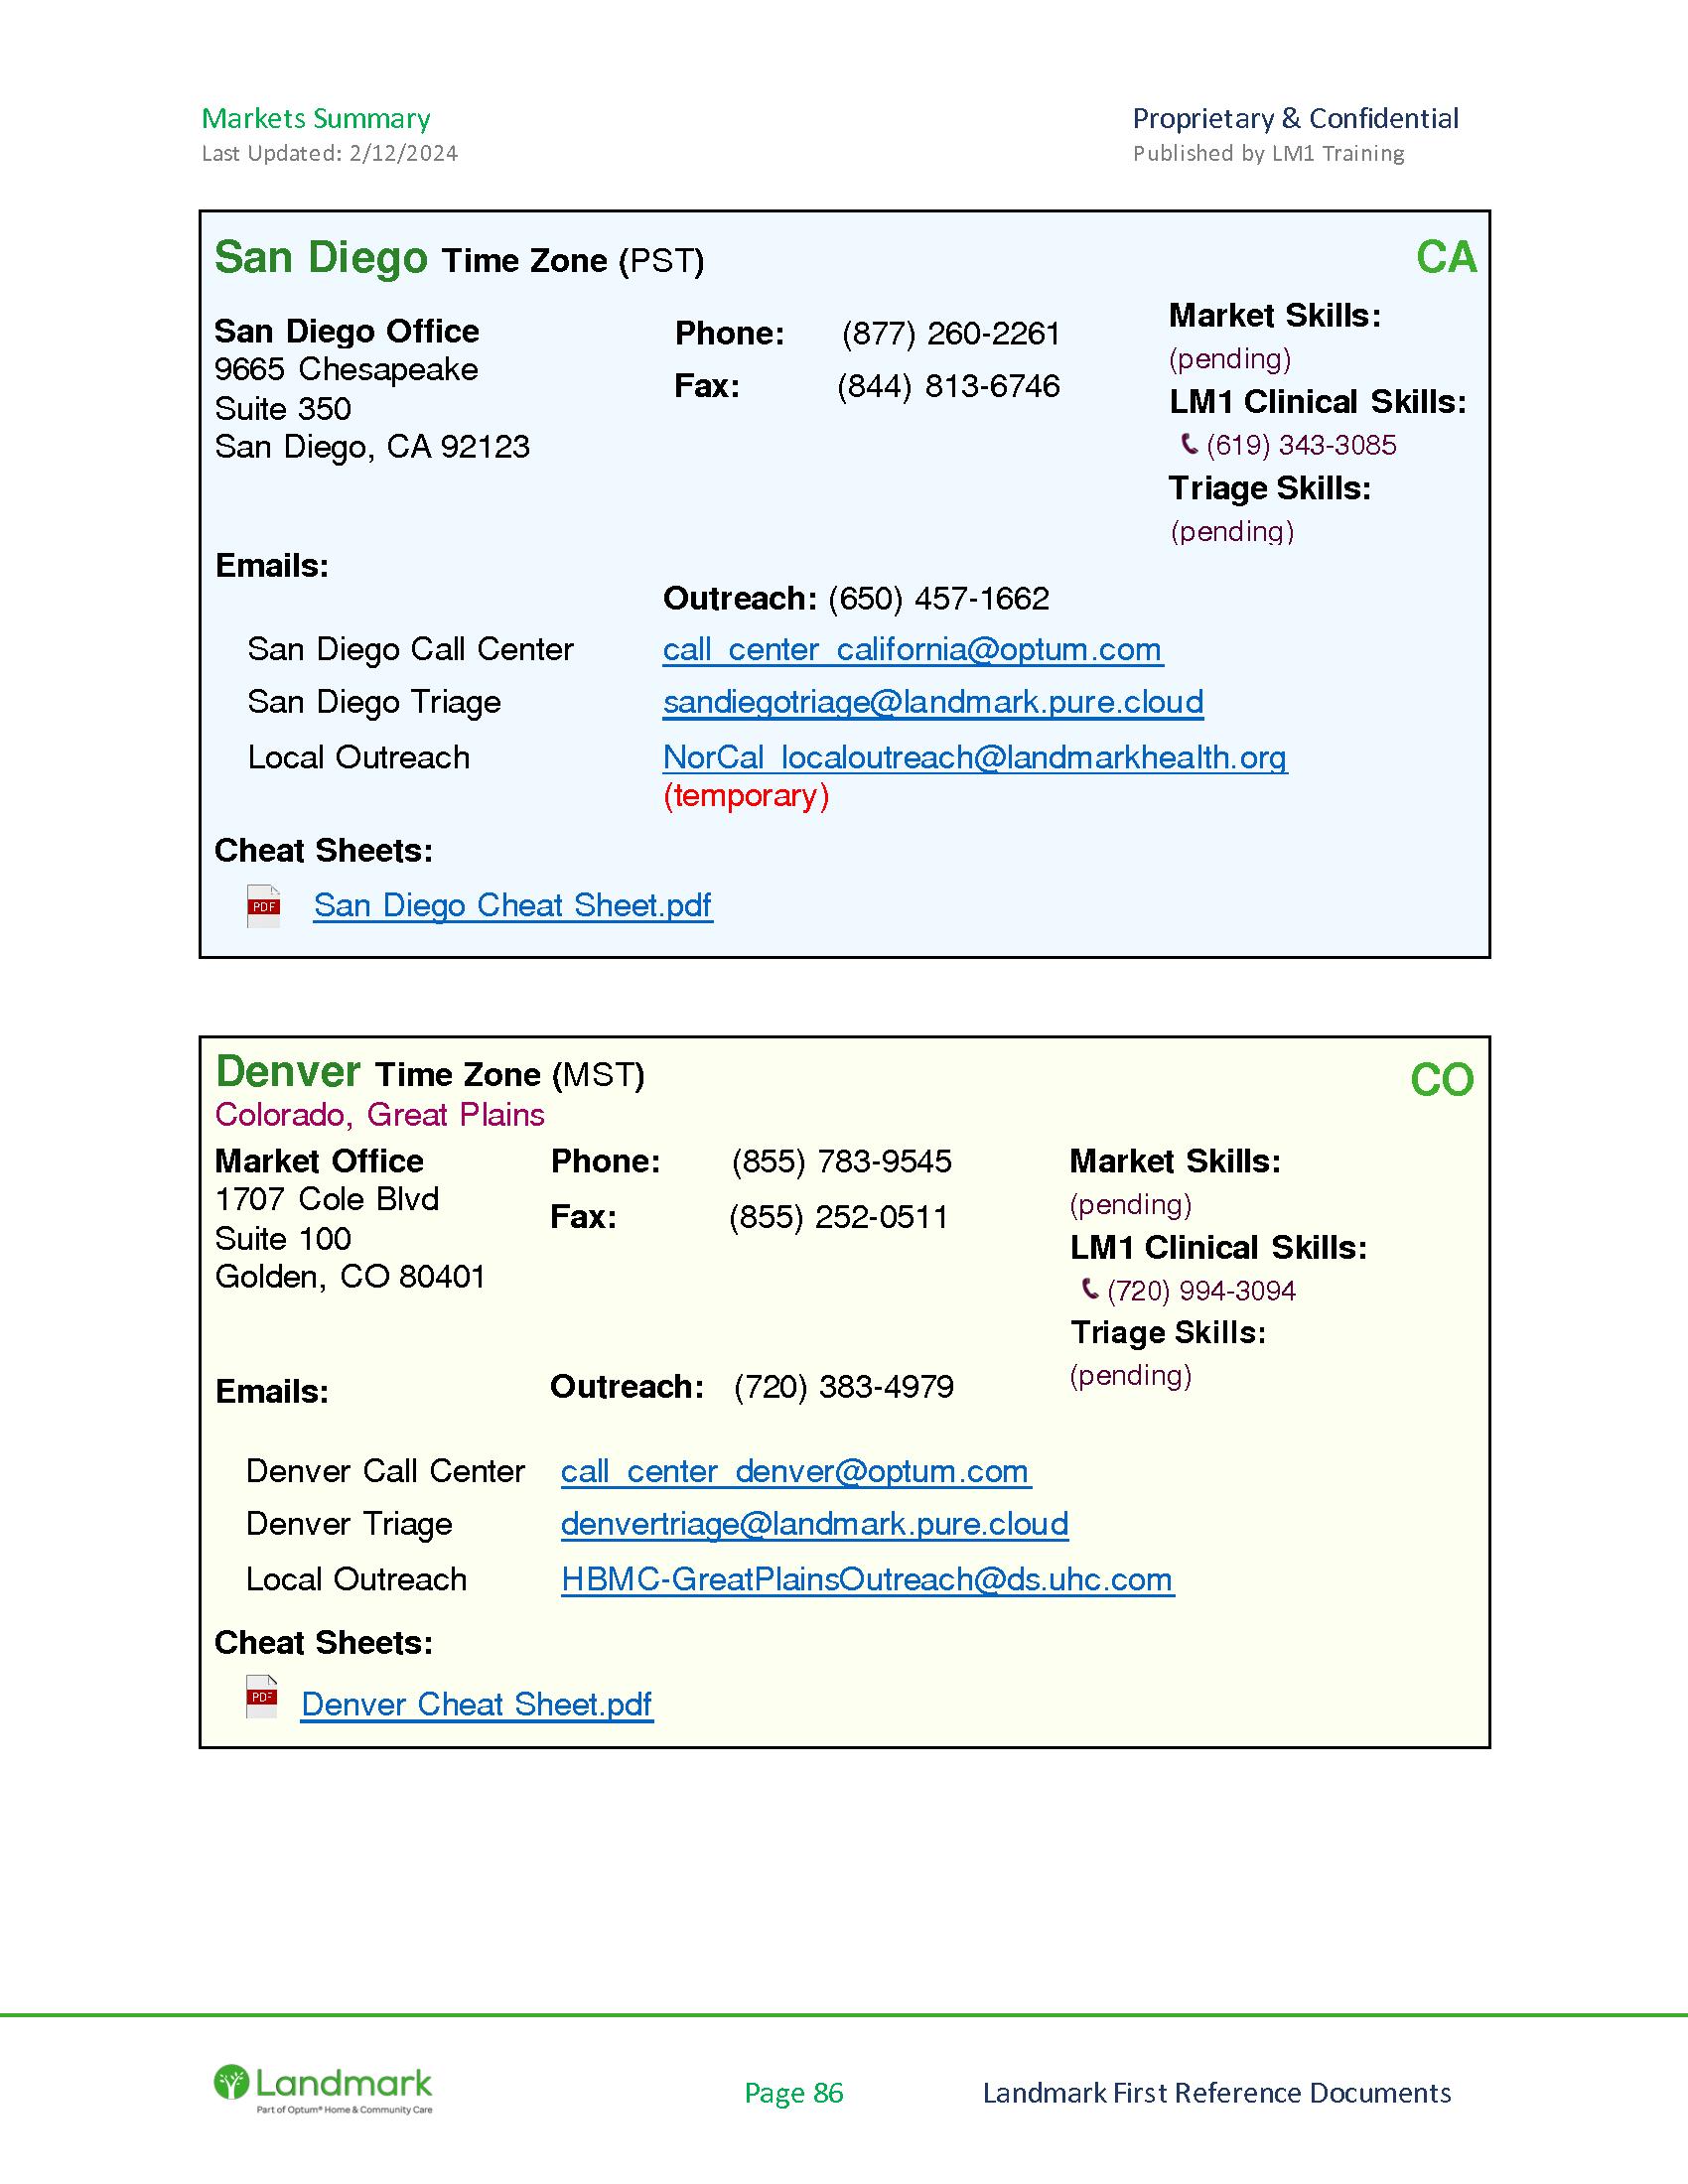 Markets Summary
Proprietary & Confidential
Last Updated: 2/12/2024
Published by LM1 Training
San Diego Time Zone (PST)
CA
San Diego Office
9665 Chesapeake
Suite 350
San Diego, CA 92123
Phone: (877) 260-2261
Fax: (844) 813-6746
Market Skills:
(pending)
LM1 Clinical Skills:
(619) 343-3085
Triage Skills:
(pending)
Emails:
Outreach: (650) 457-1662
San Diego Call Center call_center_california@optum.com
San Diego Triage sandiegotriage@landmark.pure.cloud
Local Outreach NorCal_localoutreach@landmarkhealth.org
(temporary)
Cheat Sheets:
PDF San Diego Cheat Sheet.pdf
Denver Time Zone (MST)
CO
Colorado, Great Plains
Market Office
1707 Cole Blvd
Suite 100
Golden, CO 80401
Phone: (855) 783-9545
Fax: (855) 252-0511
Market Skills:
(pending)
LM1 Clinical Skills:
(720) 994-3094
Triage Skills:
(pending)
Emails:
Outreach: (720) 383-4979
Denver Call Center call_center_denver@optum.com
Denver Triage denvertriage@landmark.pure.cloud
Local Outreach HBMC-GreatPlainsOutreach@ds.uhc.com
Cheat Sheets:
PDF Denver Cheat Sheet.pdf
Landmark
Part of Optum® Home & Community Care
Page 86
Landmark First Reference Documents